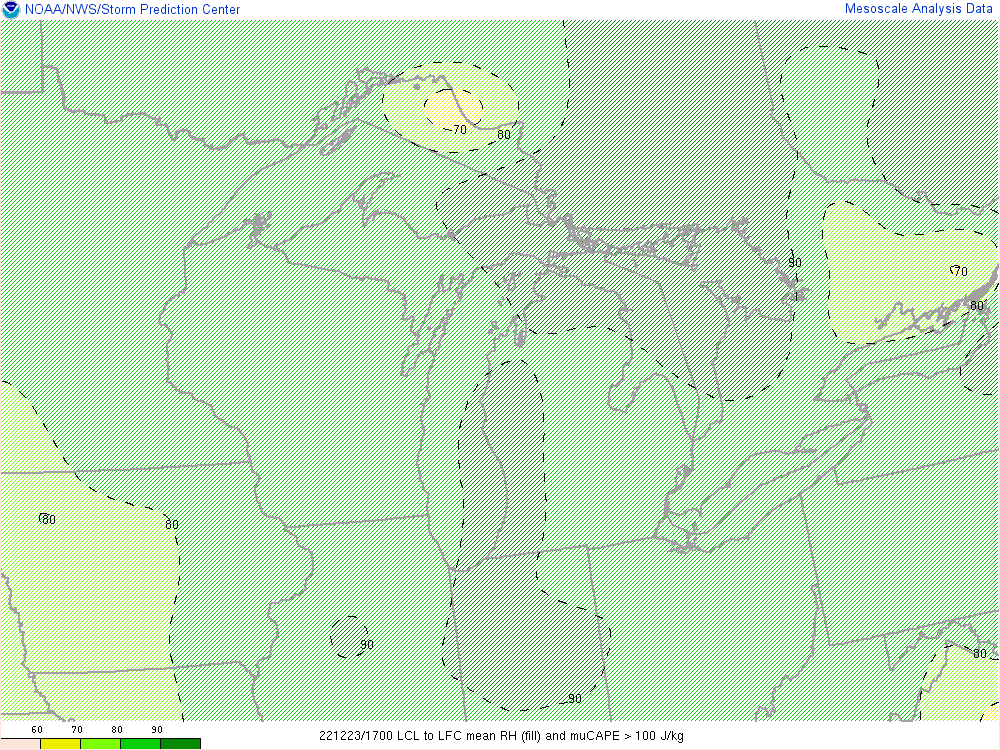 NOAA/NWS/Storm Prediction Center
Mesoscale Analysis Data
70
80
90
70
80
80
80
90
80
90
60 70 80 90
221223/1700 LCL to LFC mean RH (fill) and muCAPE > 100 J/kg